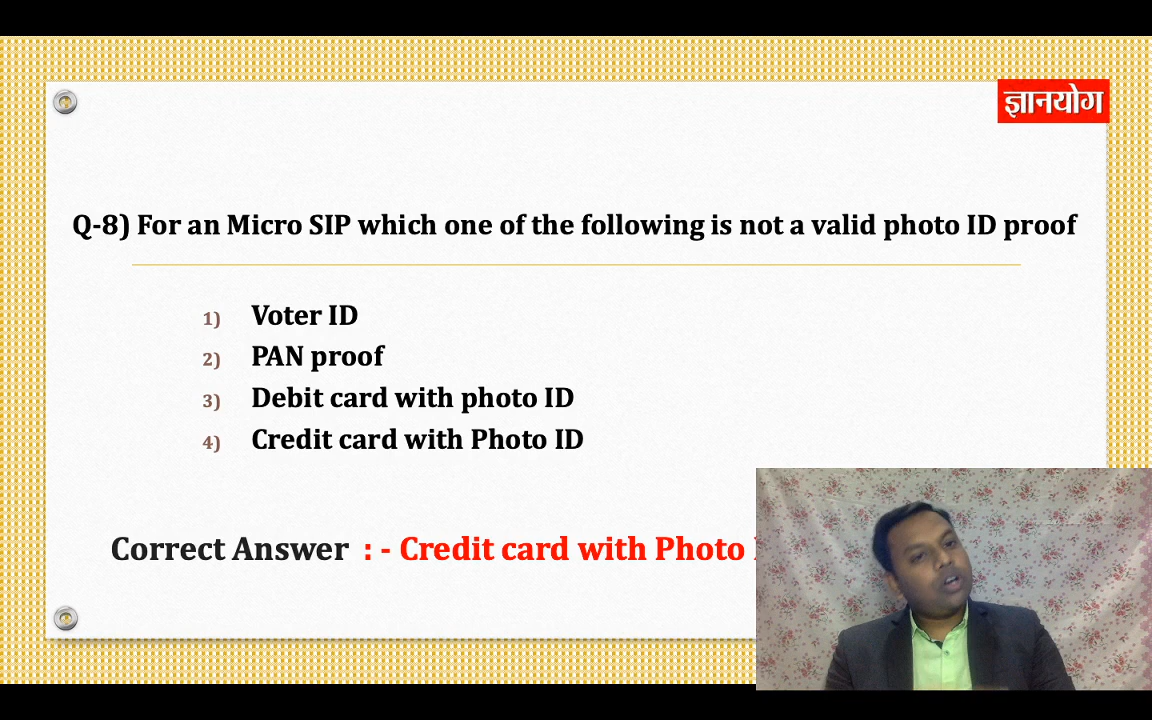 ज्ञानयोग
Q-8) For an Micro SIP which one of the following is not a valid photo ID proof
1) Voter ID
2) PAN proof
3) Debit card with photo ID
4) Credit card with Photo ID
Correct Answer : - Credit card with Photo